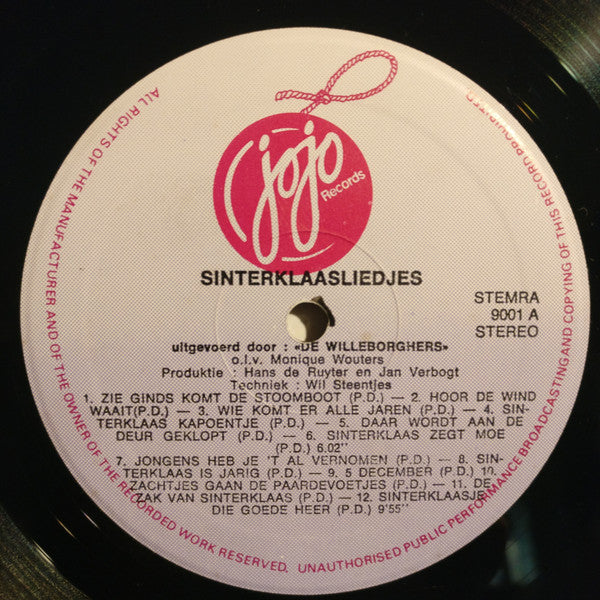 jojo
Records
SINTERKLAASLIEDJES
STEMRA
9001 A
STEREO
uitgevoerd door : «DE WILLEBORGHERS»
o.l.v. Monique Wouters
Produktie : Hans de Ruyter en Jan Verbogt
Techniek : Wil Steentjes
1. ZIE GINDS KOMT DE STOOMBOOT (P.D.) — 2. HOOR DE WIND
WAAIT(P.D.) — 3. WIE KOMT ER ALLE JAREN (P.D.) — 4. SIN-
TERKLAAS KAPOENTJE (P.D.) — 5. DAAR WORDT AAN DE
DEUR GEKLOPT (P.D.) — 6. SINTERKLAAS ZEGT MOE
(P.D.) 6.02"
7. JONGENS HEB JE 'T AL VERNOMEN (P.D.) — 8. SIN-
TERKLAAS IS JARIG (P.D.) — 9. 5 DECEMBER (P.D.) 10.
ZACHTJES GAAN DE PAARDEVOETJES (P.D.) — 11. DE
ZAK VAN SINTERKLAAS (P.D.) — 12. SINTERKLAASJE
DIE GOEDE HEER (P.D.) 9'55"
ALL RIGHTS OF THE MANUFACTURER AND OF THE OWNER OF THE RECORDED WORK RESERVED. UNAUTHORISED PUBLIC PERFORMANCE BROADCASTING AND COPYING OF THIS RECORD PROHIBITED